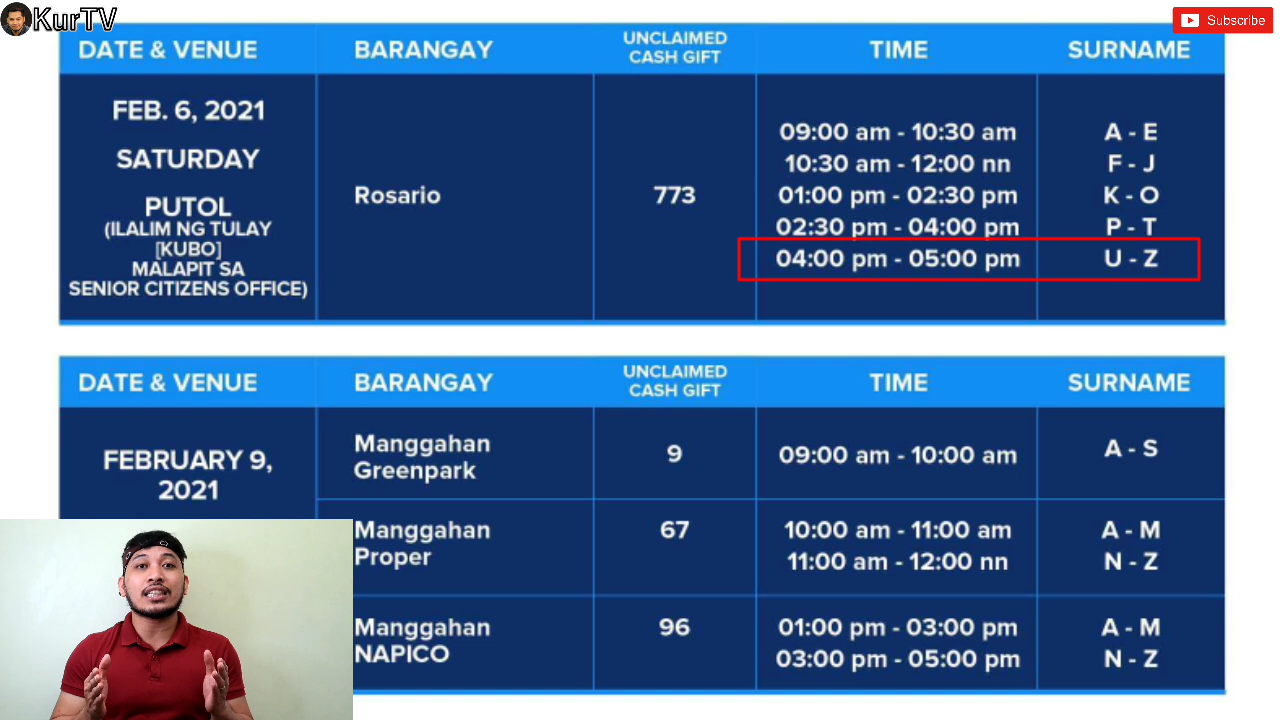 KurTV
Subscribe
DATE & VENUE BARANGAY UNCLAIMED CASH GIFT TIME SURNAME
FEB. 6, 2021
SATURDAY
PUTOL
(ILALIM NG TULAY
[KUBO]
MALAPIT SA
SENIOR CITIZENS OFFICE)
Rosario
773
09:00 am - 10:30 am A - E
10:30 am - 12:00 nn F - J
01:00 pm - 02:30 pm K - O
02:30 pm - 04:00 pm P - T
04:00 pm - 05:00 pm U - Z
DATE & VENUE BARANGAY UNCLAIMED CASH GIFT TIME SURNAME
FEBRUARY 9,
2021
Manggahan
Greenpark
9
09:00 am - 10:00 am A - S
Manggahan
Proper
67
10:00 am - 11:00 am A - M
11:00 am - 12:00 nn N - Z
Manggahan
NAPICO
96
01:00 pm - 03:00 pm A - M
03:00 pm - 05:00 pm N - Z